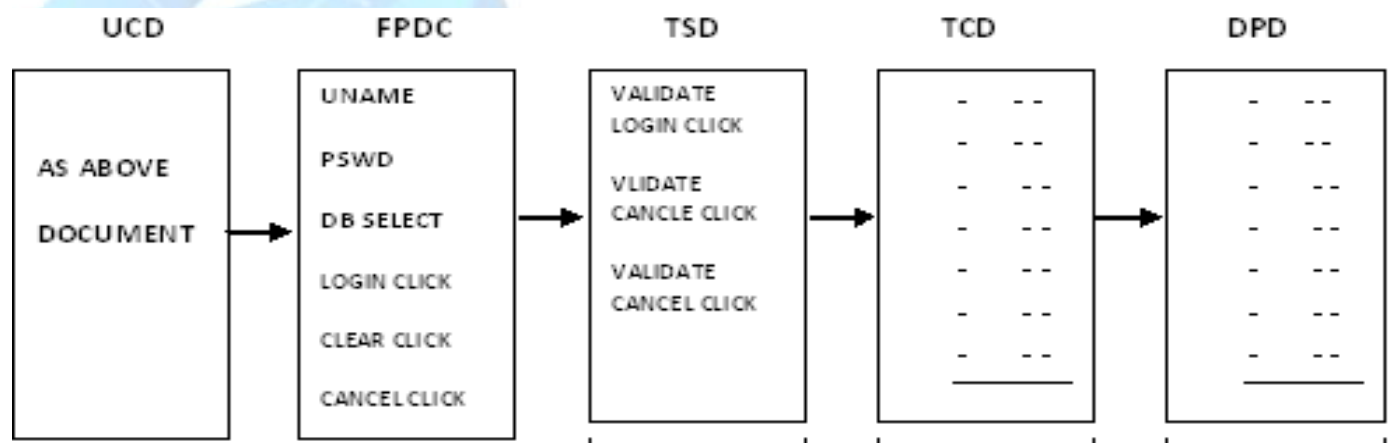 UCD
FPDC
TSD
TCD
DPD
AS ABOVE
DOCUMENT
UNAME
PSWD
DB SELECT
LOGIN CLICK
CLEAR CLICK
CANCEL CLICK
VALIDATE
LOGIN CLICK
VLIDATE
CANCLE CLICK
VALIDATE
CANCEL CLICK
- --
- --
- --
- --
- --
- --
- --
- --
- --
- --
- --
- --
- --
- --